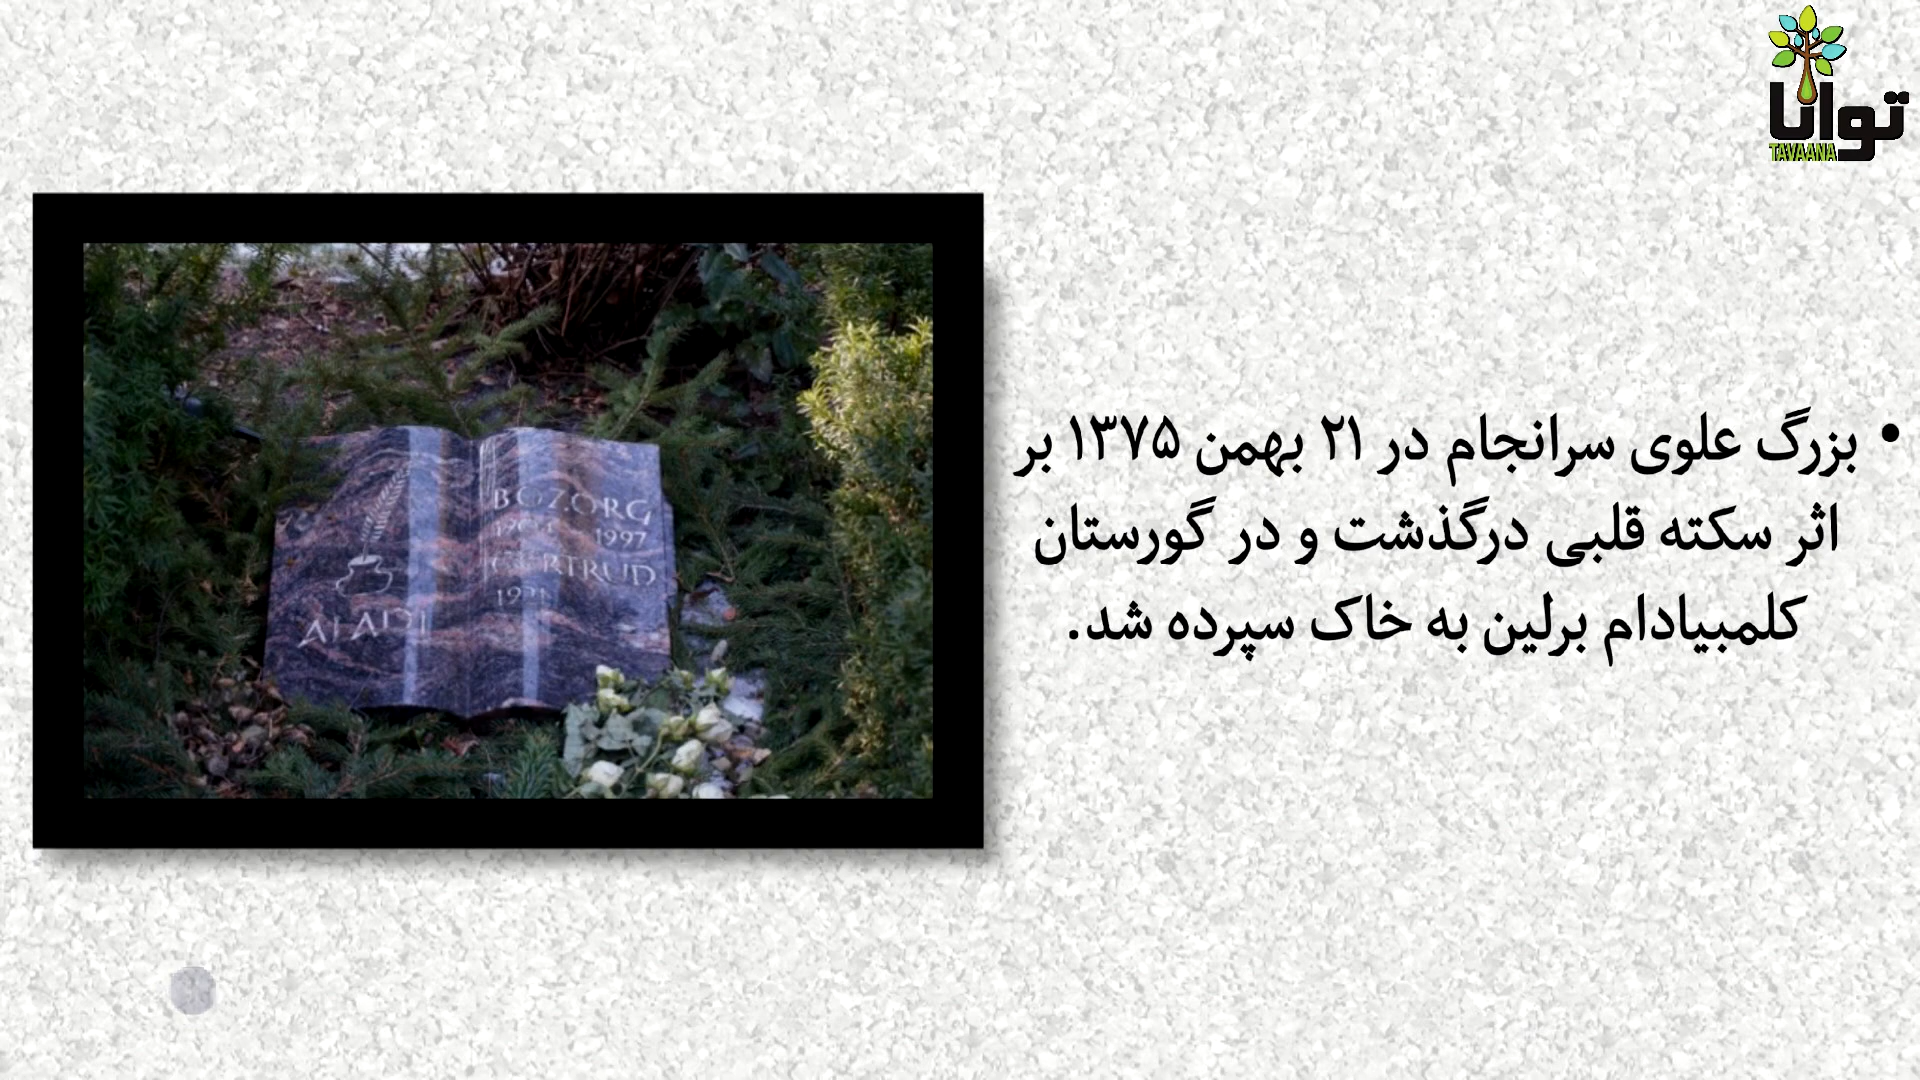 توانا
TAVAANA
• بزرگ علوی سرانجام در ۲۱ بهمن ۱۳۷۵ بر
اثر سکته قلبی درگذشت و در گورستان
کلمبیادام برلین به خاک سپرده شد.
BOZORG
1997
GERTRUD